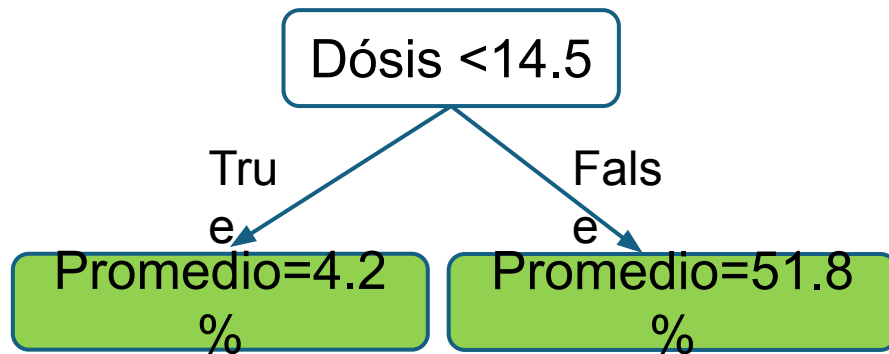 Dósis <14.5
Tru
e
Fals
e
Promedio=4.2
%
Promedio=51.8
%